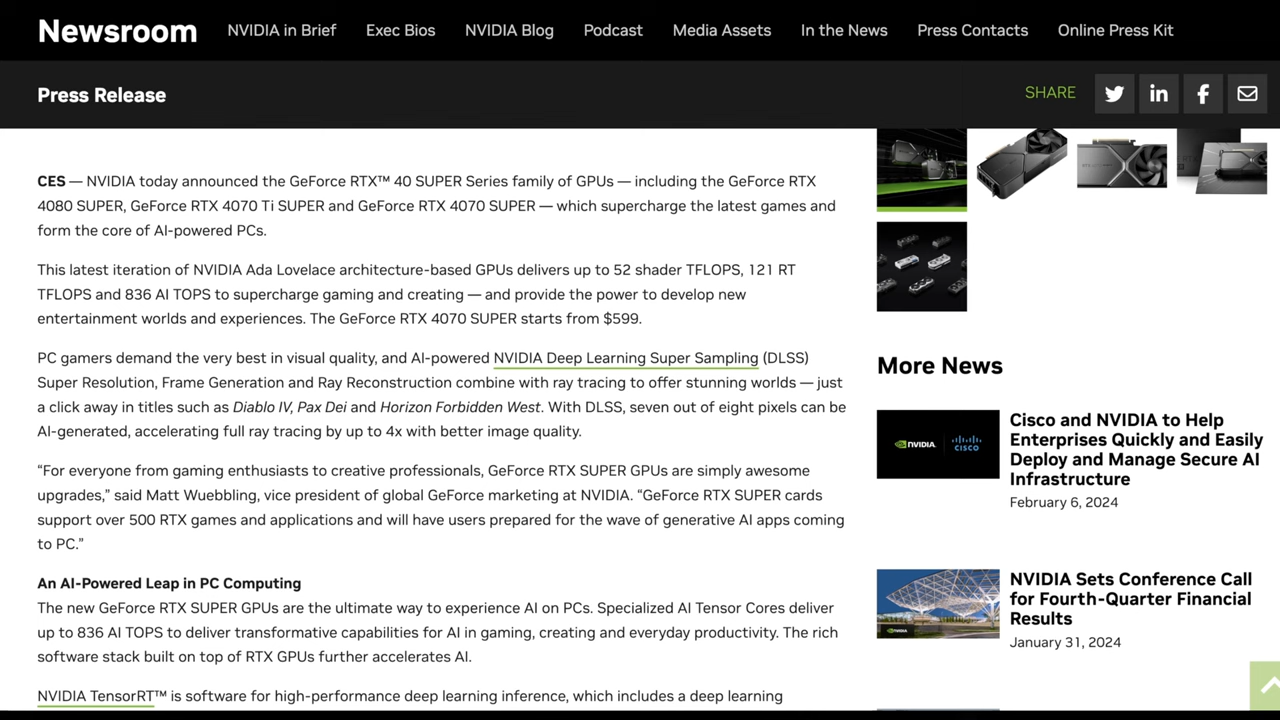 Newsroom
NVIDIA in Brief
Exec Bios
NVIDIA Blog
Podcast
Media Assets
In the News
Press Contacts
Online Press Kit
Press Release
SHARE
CES — NVIDIA today announced the GeForce RTX™ 40 SUPER Series family of GPUs — including the GeForce RTX
4080 SUPER, GeForce RTX 4070 Ti SUPER and GeForce RTX 4070 SUPER — which supercharge the latest games and
form the core of AI-powered PCs.
This latest iteration of NVIDIA Ada Lovelace architecture-based GPUs delivers up to 52 shader TFLOPS, 121 RT
TFLOPS and 836 AI TOPS to supercharge gaming and creating — and provide the power to develop new
entertainment worlds and experiences. The GeForce RTX 4070 SUPER starts from $599.
PC gamers demand the very best in visual quality, and AI-powered NVIDIA Deep Learning Super Sampling (DLSS)
Super Resolution, Frame Generation and Ray Reconstruction combine with ray tracing to offer stunning worlds — just
a click away in titles such as Diablo IV, Pax Dei and Horizon Forbidden West. With DLSS, seven out of eight pixels can be
AI-generated, accelerating full ray tracing by up to 4x with better image quality.
“For everyone from gaming enthusiasts to creative professionals, GeForce RTX SUPER GPUs are simply awesome
upgrades,” said Matt Wuebbling, vice president of global GeForce marketing at NVIDIA. “GeForce RTX SUPER cards
support over 500 RTX games and applications and will have users prepared for the wave of generative AI apps coming
to PC.”
An AI-Powered Leap in PC Computing
The new GeForce RTX SUPER GPUs are the ultimate way to experience AI on PCs. Specialized AI Tensor Cores deliver
up to 836 AI TOPS to deliver transformative capabilities for AI in gaming, creating and everyday productivity. The rich
software stack built on top of RTX GPUs further accelerates AI.
NVIDIA TensorRT™ is software for high-performance deep learning inference, which includes a deep learning
More News
NVIDIA
CISCO
Cisco and NVIDIA to Help
Enterprises Quickly and Easily
Deploy and Manage Secure AI
Infrastructure
February 6, 2024
NVIDIA
NVIDIA Sets Conference Call
for Fourth-Quarter Financial
Results
January 31, 2024